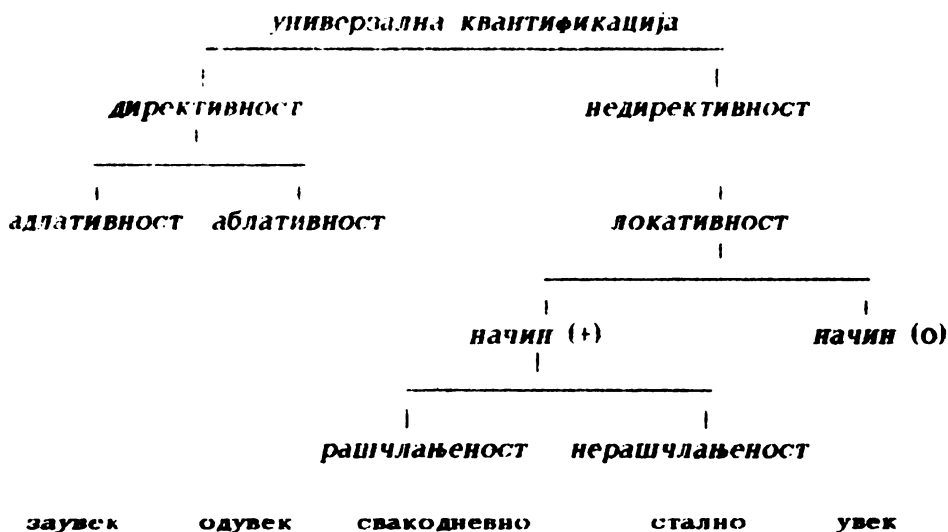 универзална квантификација
директивност недирективност
адлативност аблативност локативност
начин (+) начин (о)
рашчлањеност нерашчлањеност
заувек одувек свакодневно стално увек